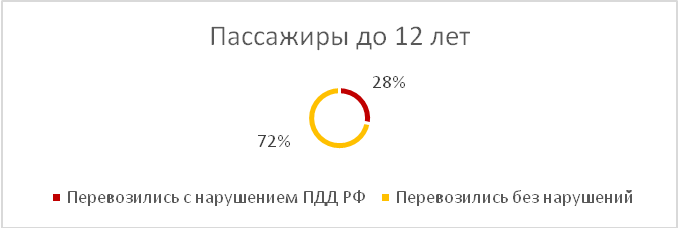 Пассажиры до 12 лет
28%
72%
Перевозились с нарушением ПДД РФ
Перевозились без нарушений